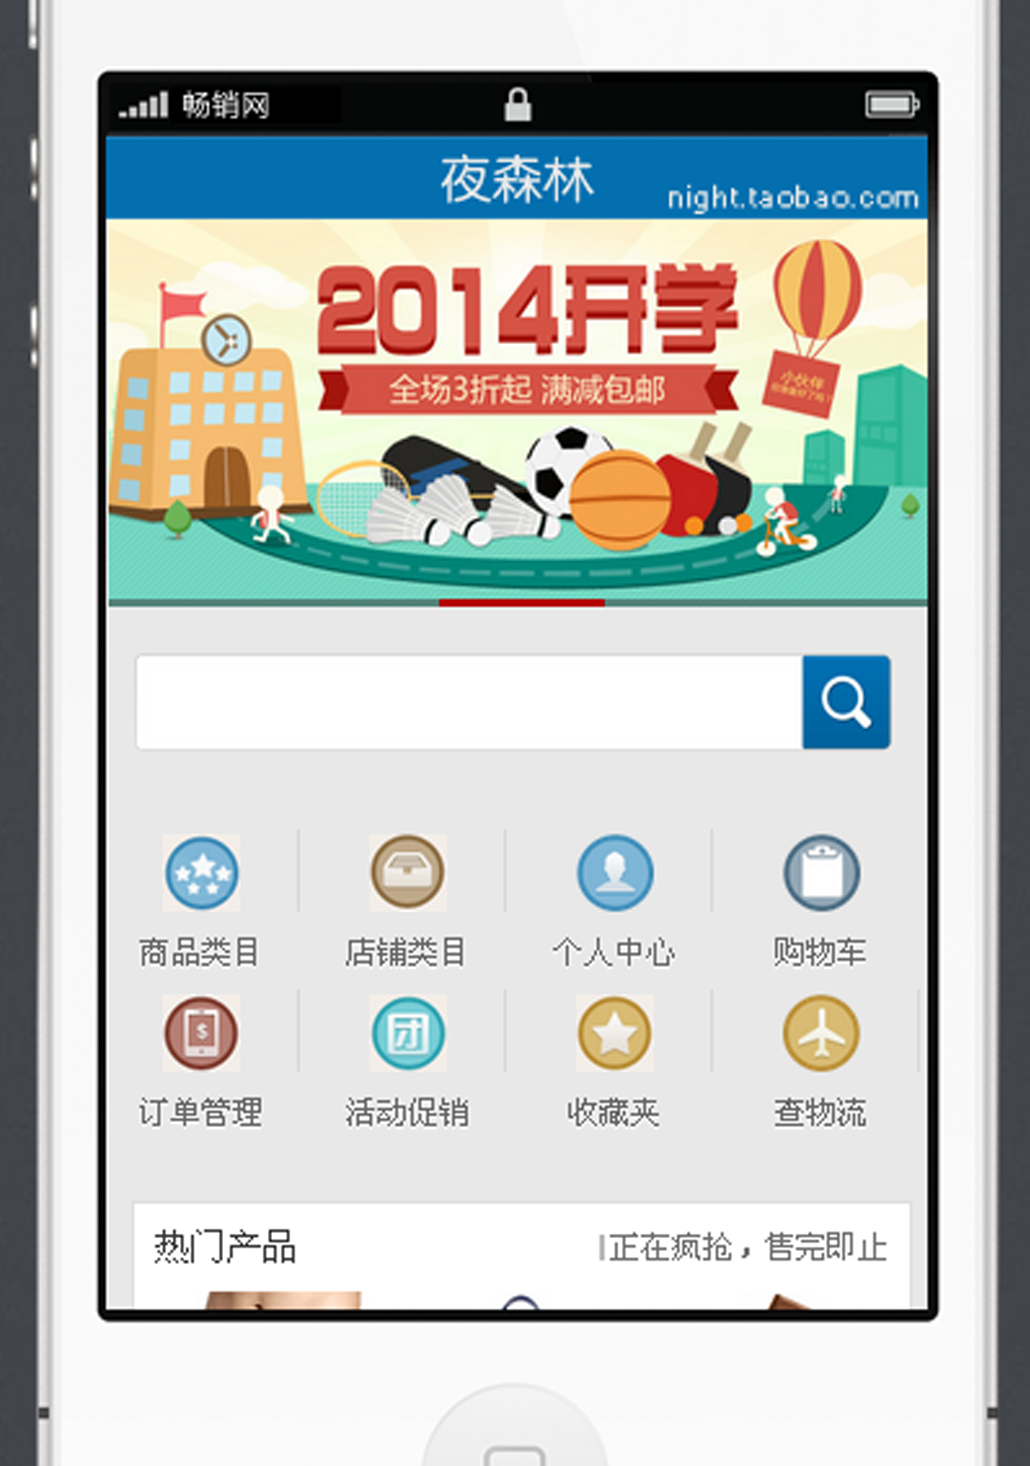 畅销网
夜森林
night.taobao.com
2014开学
全场3折起 满减包邮
小伙伴
商品类目 店铺类目 个人中心 购物车
团
订单管理 活动促销 收藏夹 查物流
热门产品 正在疯抢，售完即止